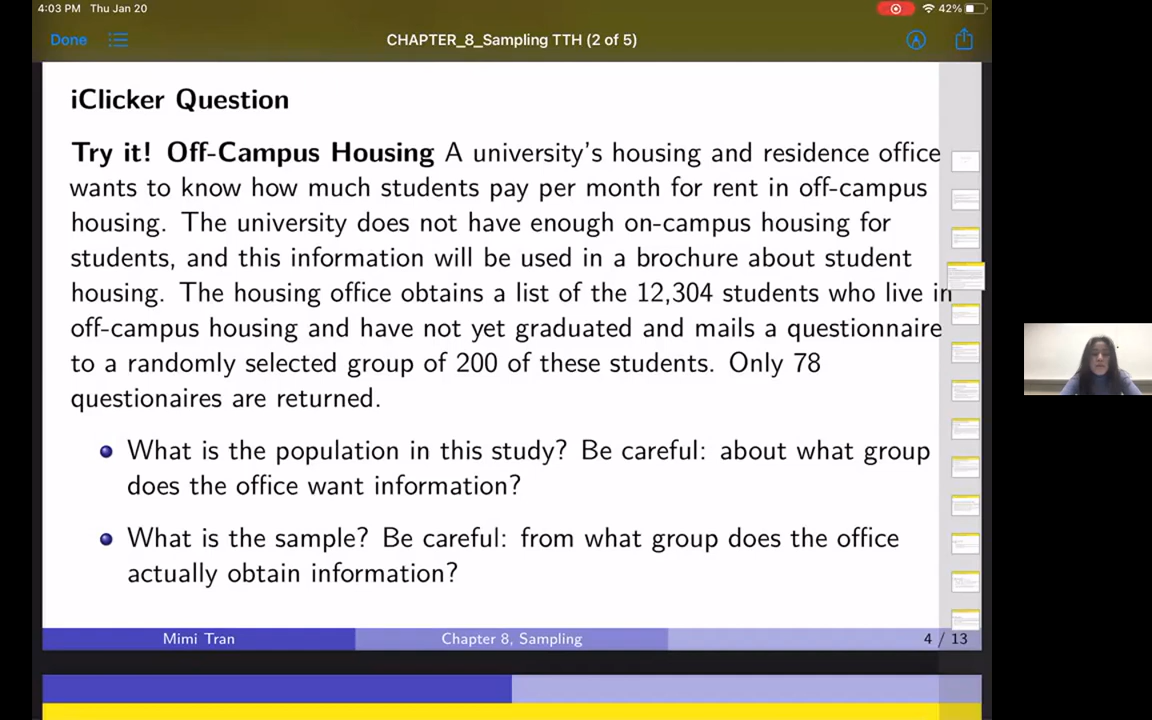 4:03 PM Thu Jan 20
42%
Done
CHAPTER_8_Sampling TTH (2 of 5)
iClicker Question
Try it! Off-Campus Housing A university's housing and residence office
wants to know how much students pay per month for rent in off-campus
housing. The university does not have enough on-campus housing for
students, and this information will be used in a brochure about student
housing. The housing office obtains a list of the 12,304 students who live in
off-campus housing and have not yet graduated and mails a questionnaire
to a randomly selected group of 200 of these students. Only 78
questionaires are returned.
What is the population in this study? Be careful: about what group
does the office want information?
What is the sample? Be careful: from what group does the office
actually obtain information?
Mimi Tran
Chapter 8, Sampling
4 / 13